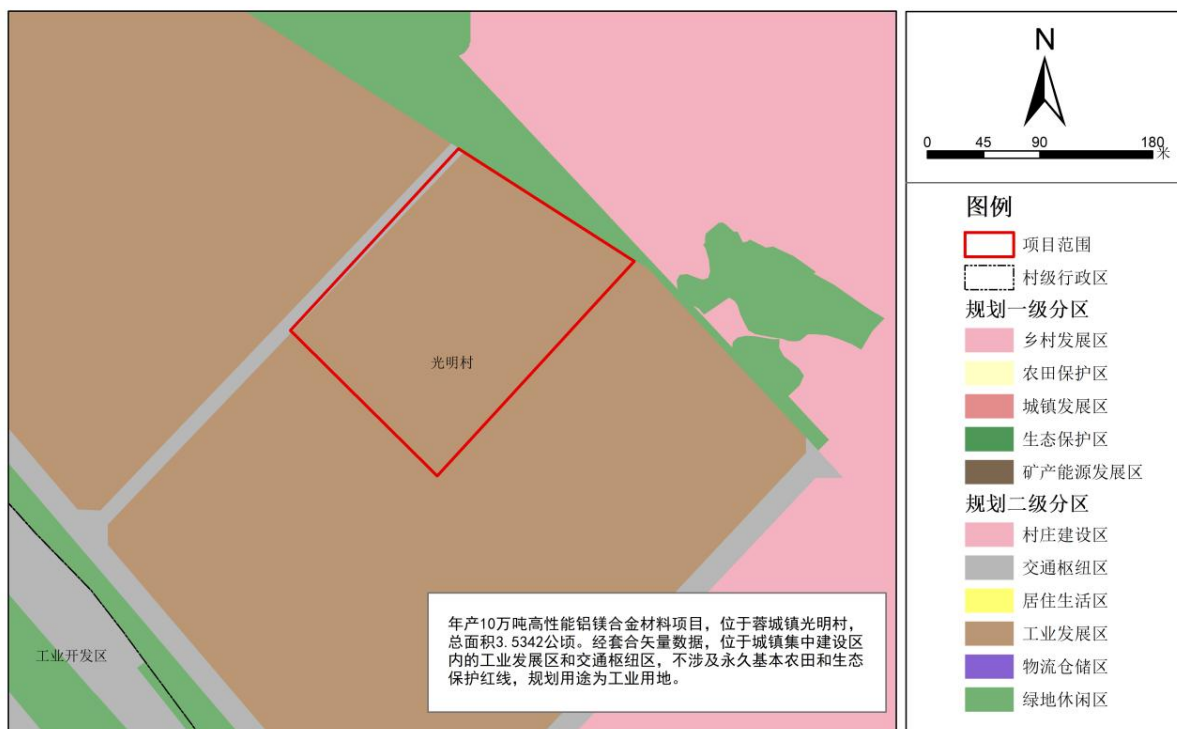 N
0 45 90 180
米
图例
项目范围
村级行政区
规划一级分区
乡村发展区
农田保护区
城镇发展区
生态保护区
矿产能源发展区
规划二级分区
村庄建设区
交通枢纽区
居住生活区
工业发展区
物流仓储区
绿地休闲区
光明村
工业开发区
年产10万吨高性能铝镁合金材料项目，位于蓉城镇光明村，
总面积3.5342公顷。经套合矢量数据，位于城镇集中建设区
内的工业发展区和交通枢纽区，不涉及永久基本农田和生态
保护红线，规划用途为工业用地。